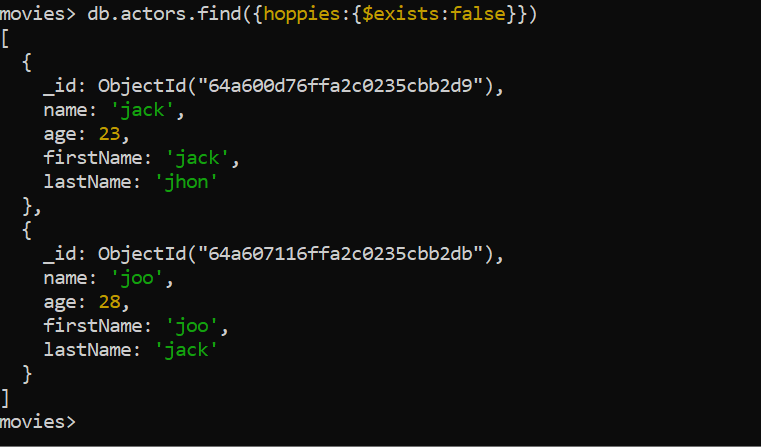 movies> db.actors.find({hoppies:{$exists:false}})
[
  {
    _id: ObjectId("64a600d76ffa2c0235cbb2d9"),
    name: 'jack',
    age: 23,
    firstName: 'jack',
    lastName: 'jhon'
  },
  {
    _id: ObjectId("64a607116ffa2c0235cbb2db"),
    name: 'joo',
    age: 28,
    firstName: 'joo',
    lastName: 'jack'
  }
]
movies>